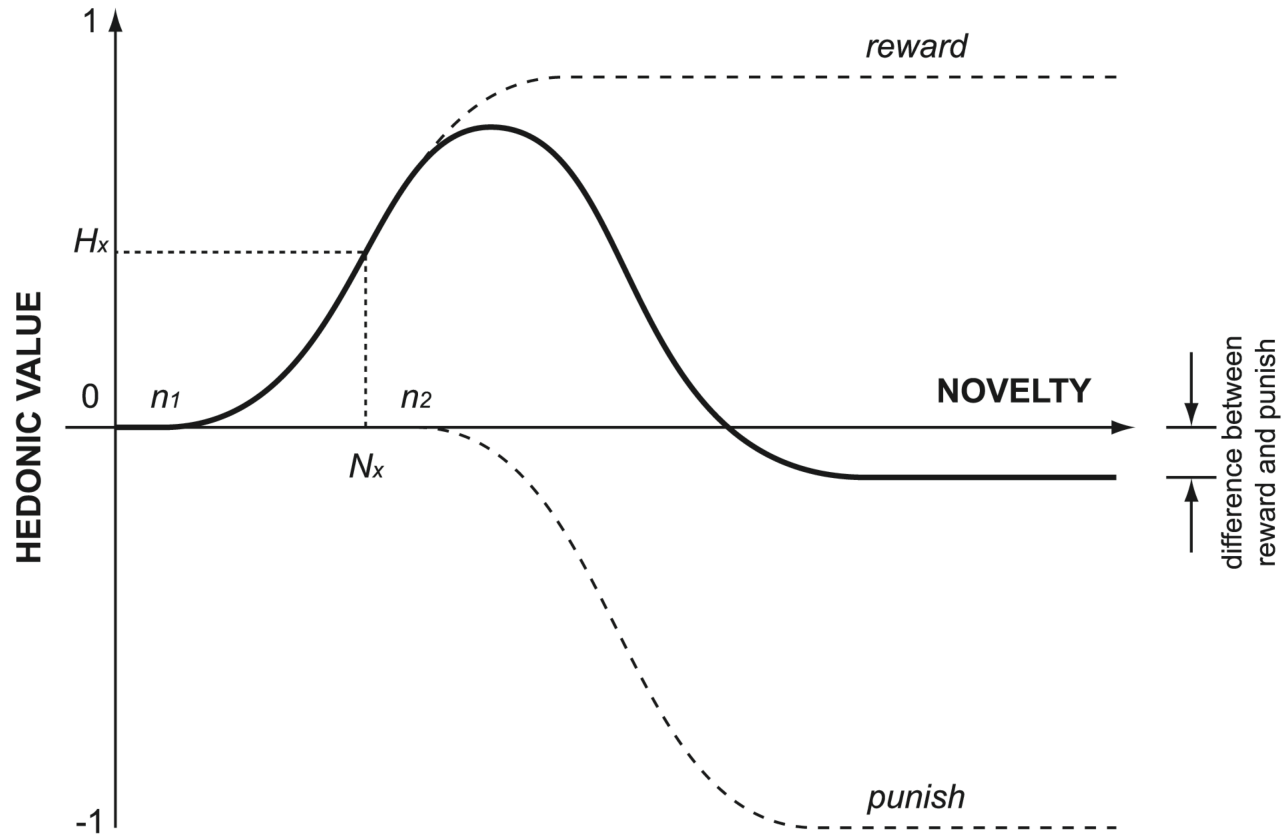 1
reward
Hx
HEDONIC VALUE
0
n1
n2
NOVELTY
Nx
difference between
reward and punish
punish
-1